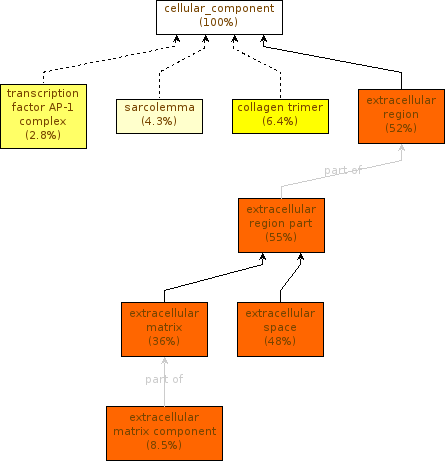 cellular_component
(100%)
transcription
factor AP-1
complex
(2.8%)
sarcolemma
(4.3%)
collagen trimer
(6.4%)
extracellular
region
(52%)
part of
extracellular
region part
(55%)
extracellular
matrix
(36%)
extracellular
space
(48%)
part of
extracellular
matrix component
(8.5%)